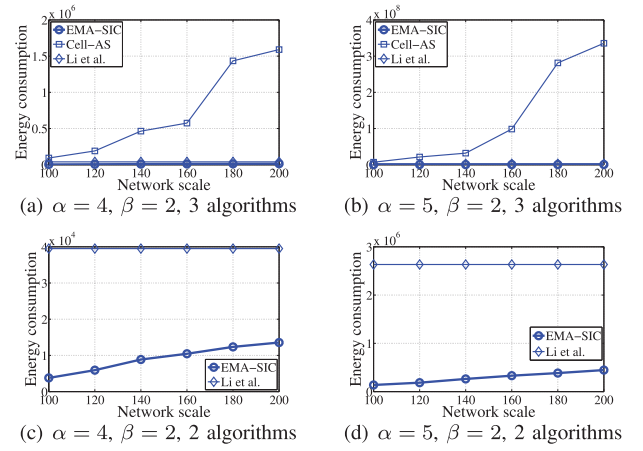 2 x 10^6
EMA-SIC
Cell-AS
Li et al.
1.5
1
0.5
0
Energy consumption
100 120 140 160 180 200
Network scale
(a) α = 4, β = 2, 3 algorithms
4 x 10^8
EMA-SIC
Cell-AS
Li et al.
3
2
1
0
Energy consumption
100 120 140 160 180 200
Network scale
(b) α = 5, β = 2, 3 algorithms
4 x 10^4
3
2
1
0
Energy consumption
EMA-SIC
Li et al.
100 120 140 160 180 200
Network scale
(c) α = 4, β = 2, 2 algorithms
3 x 10^6
2
1
0
Energy consumption
EMA-SIC
Li et al.
100 120 140 160 180 200
Network scale
(d) α = 5, β = 2, 2 algorithms